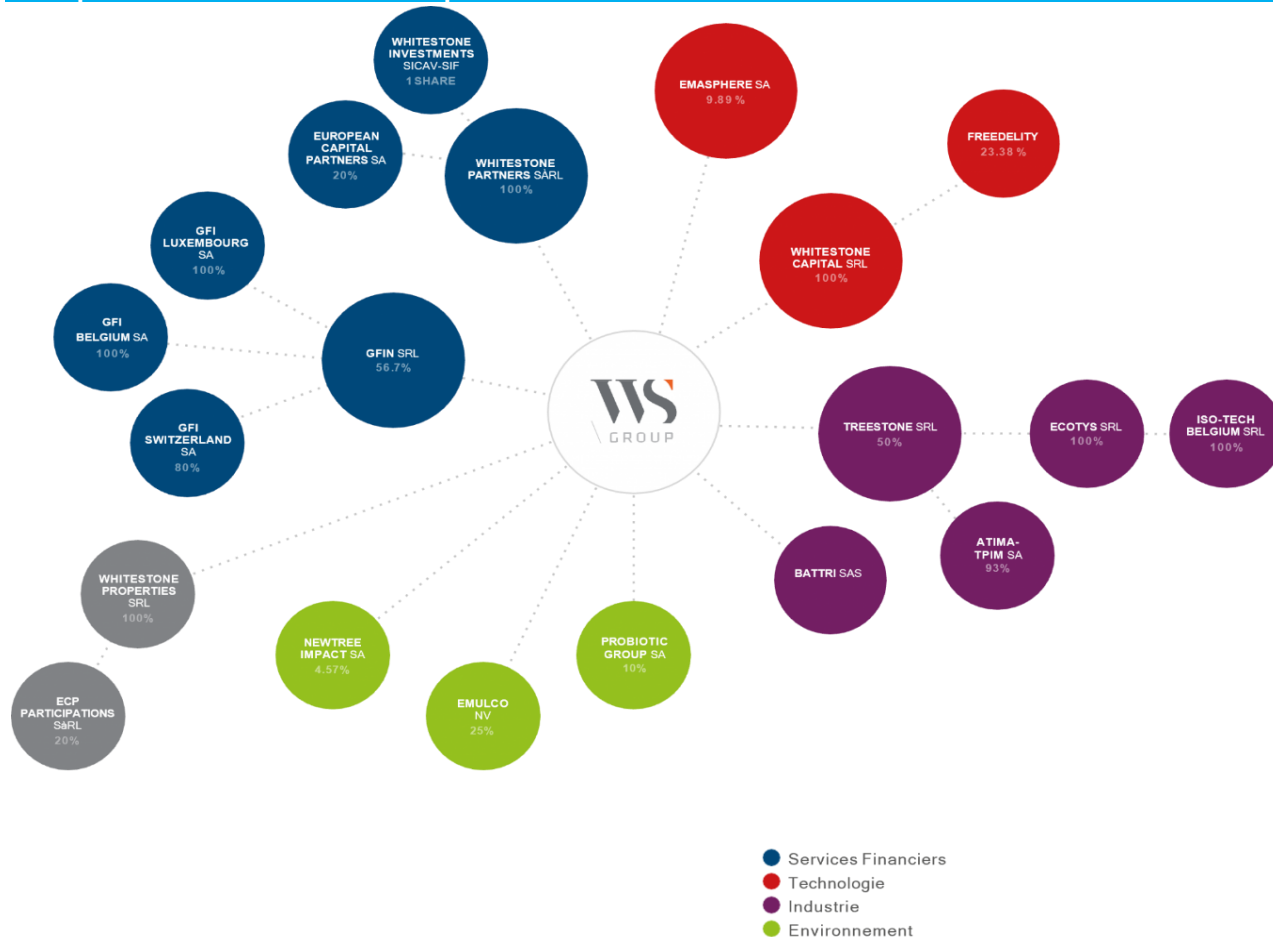 WHITESTONE
INVESTMENTS
SICAV-SIF
1 SHARE
EUROPEAN
CAPITAL
PARTNERS SA
20%
WHITESTONE
PARTNERS SÀRL
100%
EMASPHERE SA
9.89 %
FREEDELITY
23.38 %
WHITESTONE
CAPITAL SRL
100%
GFI
LUXEMBOURG
SA
100%
GFI
BELGIUM SA
100%
GFIN SRL
56.7%
GFI
SWITZERLAND
SA
80%
WS
GROUP
TREESTONE SRL
50%
ECOTYS SRL
100%
ISO-TECH
BELGIUM SRL
100%
ATIMA-
TPIM SA
93%
BATTRI SAS
WHITESTONE
PROPERTIES
SRL
100%
ECP
PARTICIPATIONS
SàRL
20%
NEWTREE
IMPACT SA
4.57%
EMULCO
NV
25%
PROBIOTIC
GROUP SA
10%
Services Financiers
Technologie
Industrie
Environnement